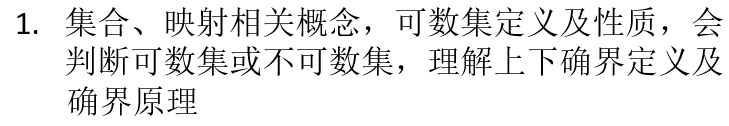 1. 集合、映射相关概念，可数集定义及性质，会
判断可数集或不可数集，理解上下确界定义及
确界原理